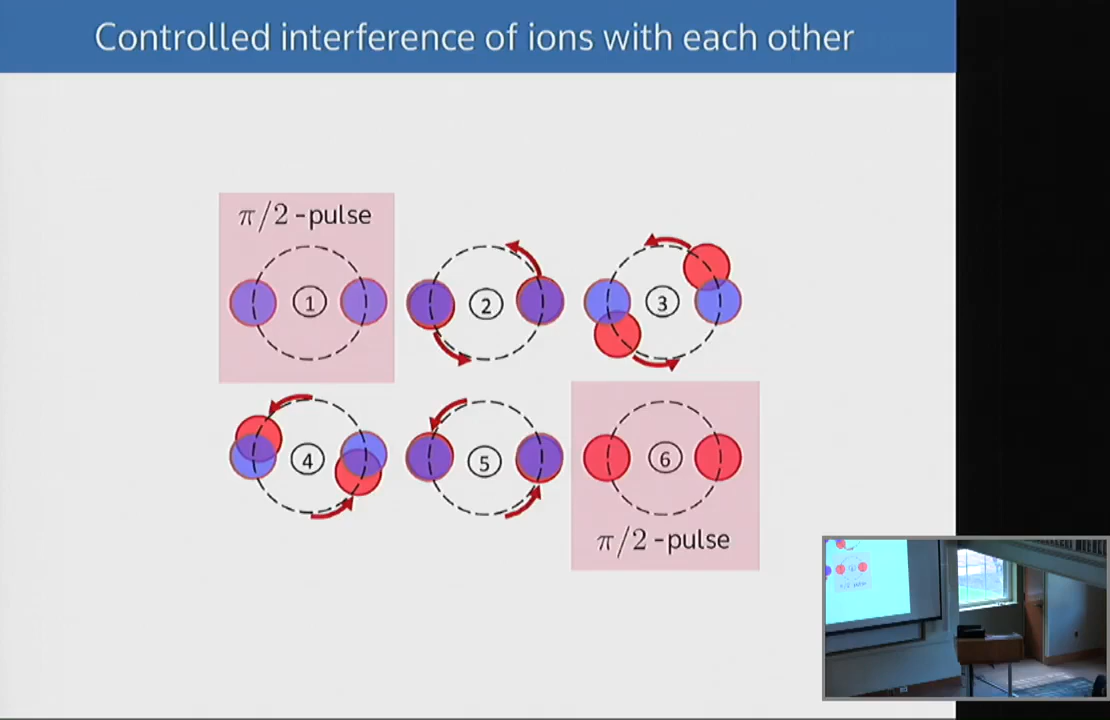 Controlled interference of ions with each other
π/2-pulse
1
2
3
4
5
6
π/2-pulse